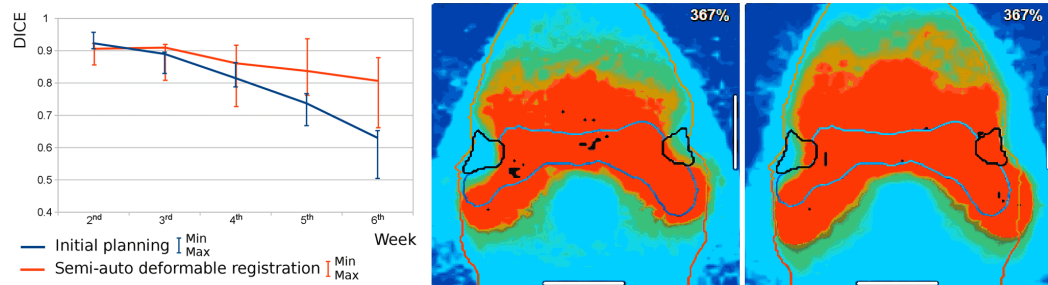 DICE
1
0.9
0.8
0.7
0.6
0.5
0.4
2nd 3rd 4th 5th 6th
Week
Initial planning Min Max
Semi-auto deformable registration Min Max
367%
367%